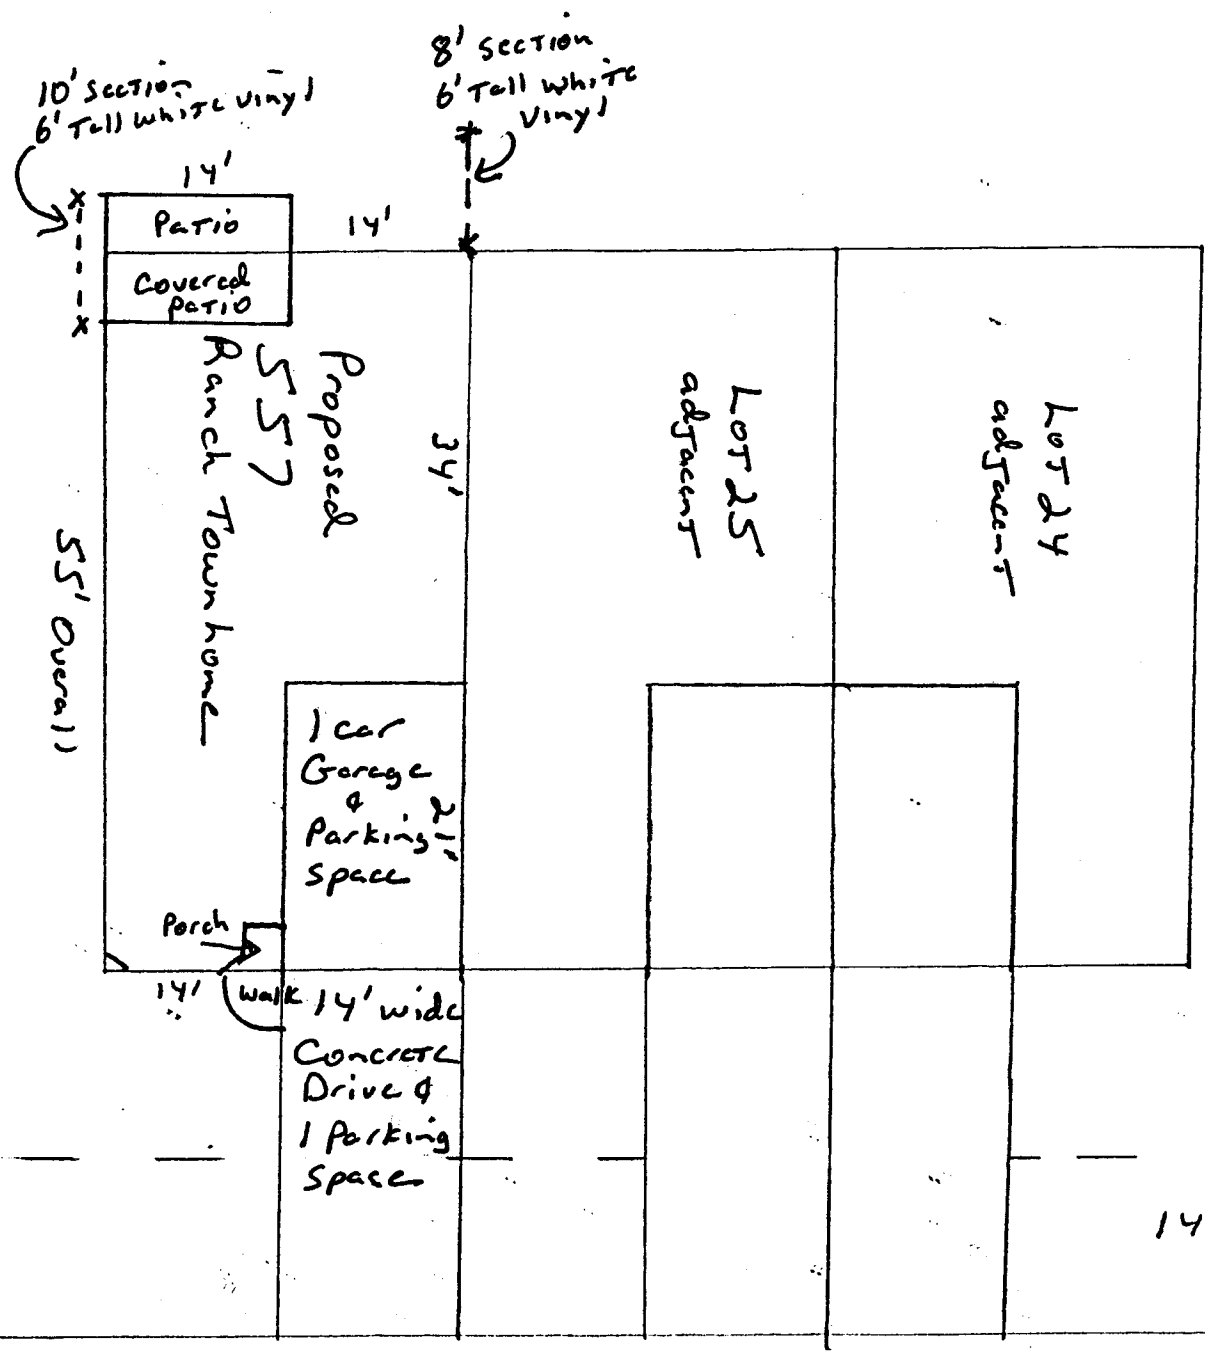 8' section
6' Tall white
vinyl
10' section
6' Tall white vinyl
14'
Patio
14'
Covered
Patio
Proposed
557
Ranch Townhome
34'
55' Overall
Lot 25
adjacent
Lot 24
adjacent
1 car
Garage
&
Parking
space
21'
Porch
14'
walk
14' wide
Concrete
Drive &
1 Parking
space
14